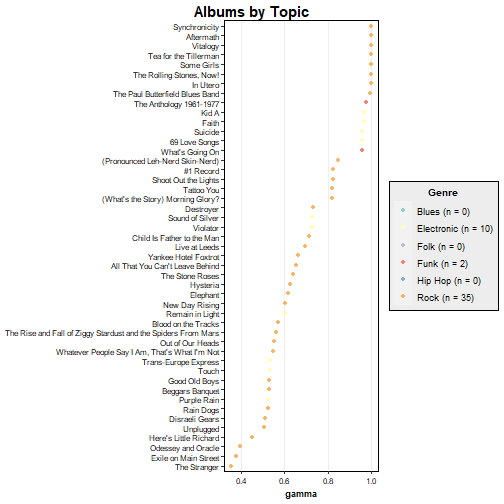 Albums by Topic
Synchronicity
Aftermath
Vitalogy
Tea for the Tillerman
Some Girls
The Rolling Stones, Now!
In Utero
The Paul Butterfield Blues Band
The Anthology 1961-1977
Kid A
Faith
Suicide
69 Love Songs
What's Going On
(Pronounced Leh-Nerd Skin-Nerd)
#1 Record
Shoot Out the Lights
Tattoo You
(What's the Story) Morning Glory?
Destroyer
Sound of Silver
Violator
Child Is Father to the Man
Live at Leeds
Yankee Hotel Foxtrot
All That You Can't Leave Behind
The Stone Roses
Hysteria
Elephant
New Day Rising
Remain in Light
Blood on the Tracks
The Rise and Fall of Ziggy Stardust and the Spiders From Mars
Out of Our Heads
Whatever People Say I Am, That's What I'm Not
Trans-Europe Express
Touch
Good Old Boys
Beggars Banquet
Purple Rain
Rain Dogs
Disraeli Gears
Unplugged
Here's Little Richard
Odessey and Oracle
Exile on Main Street
The Stranger
0.4 0.6 0.8 1.0
gamma
Genre
Blues (n = 0)
Electronic (n = 10)
Folk (n = 0)
Funk (n = 2)
Hip Hop (n = 0)
Rock (n = 35)